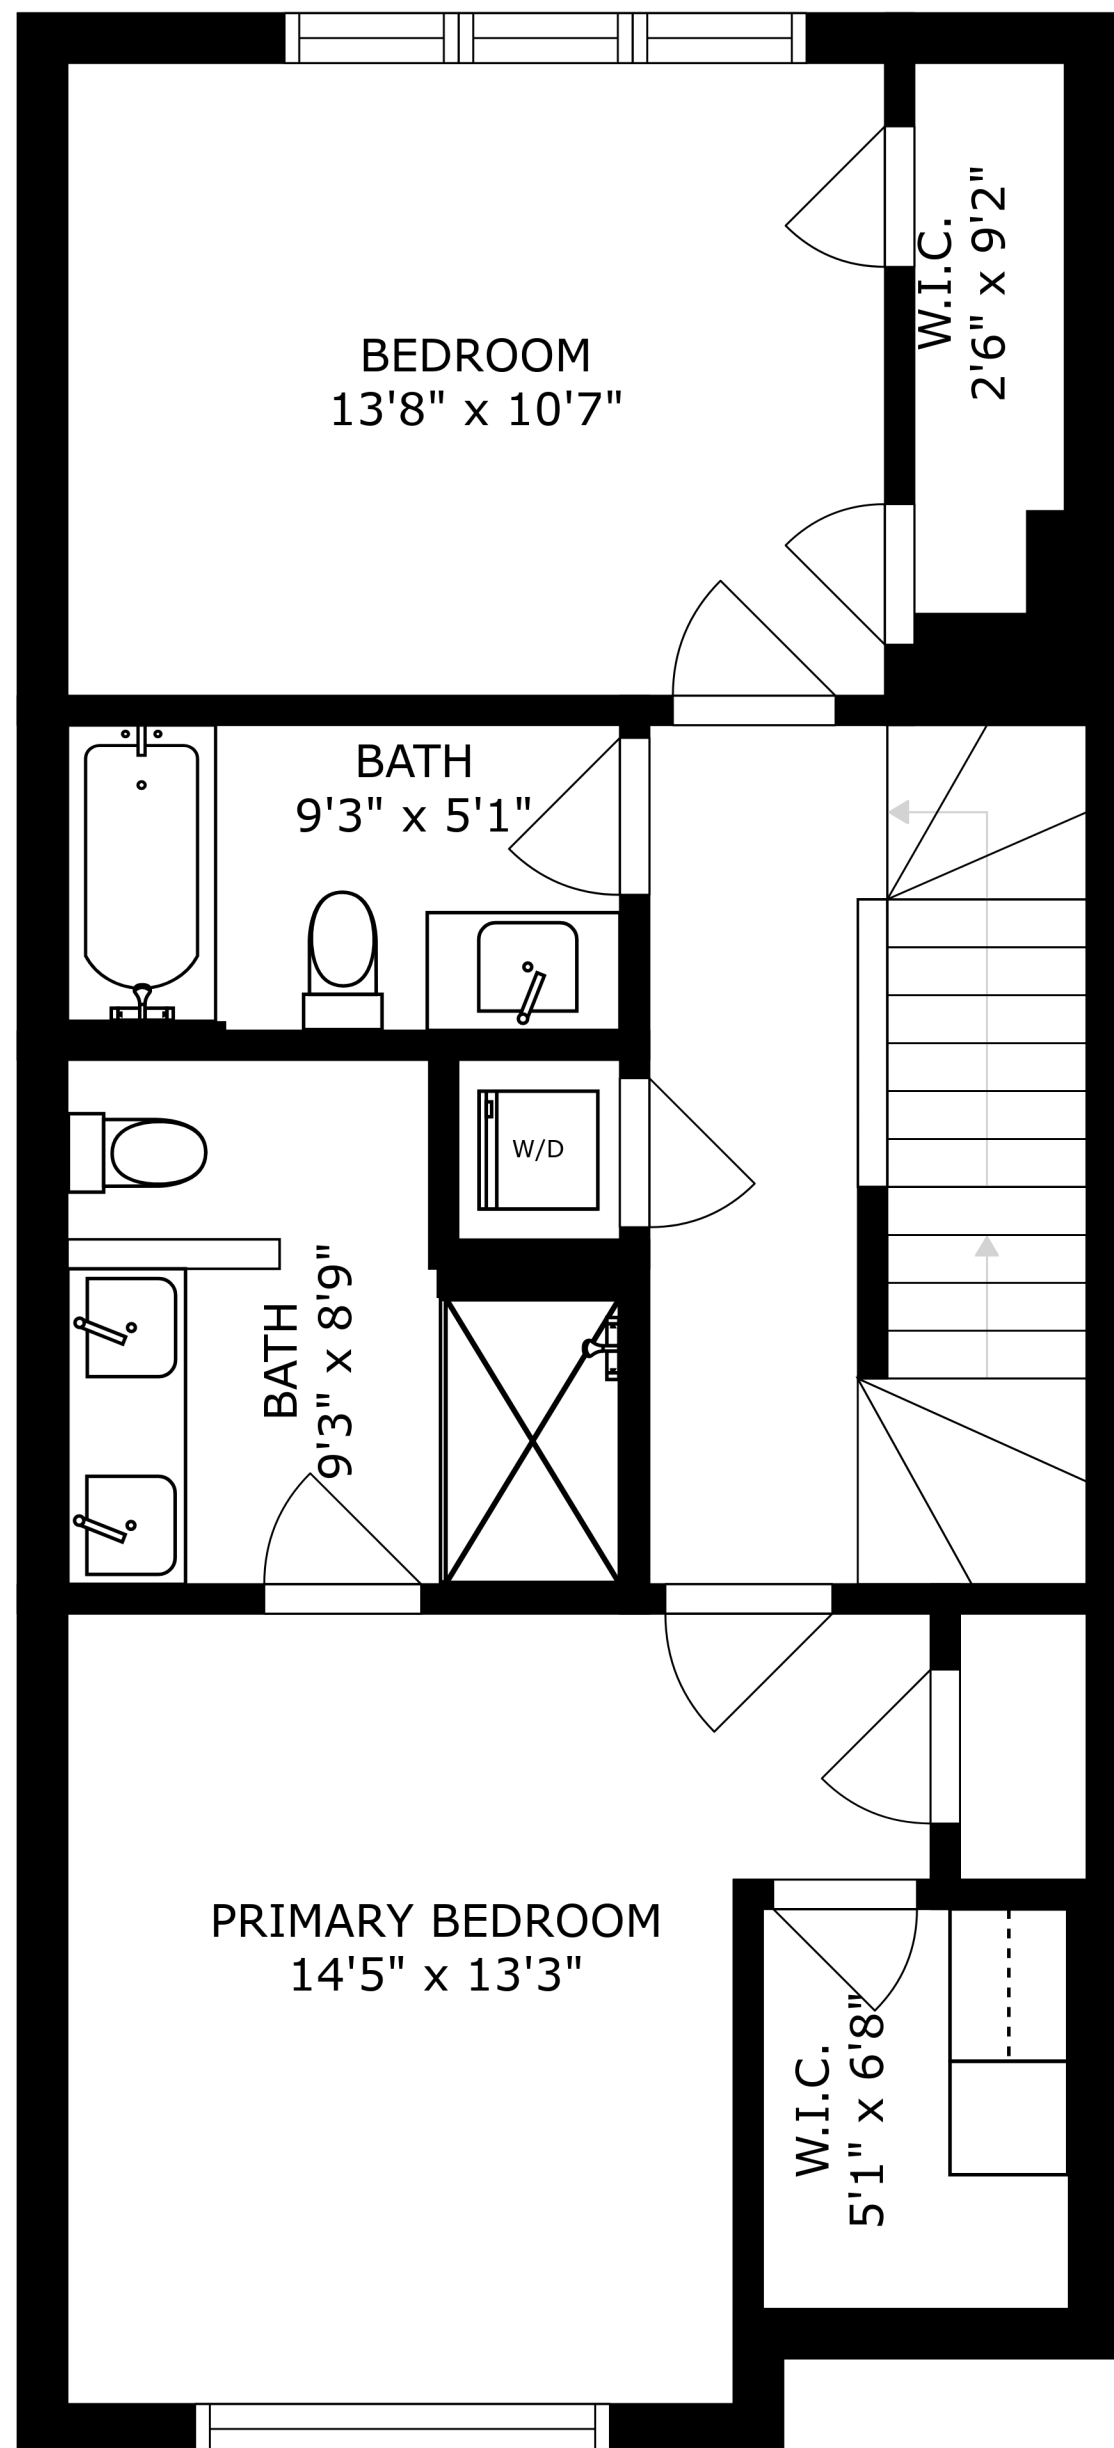 BEDROOM
13'8" x 10'7"
W.I.C.
2'6" x 9'2"
BATH
9'3" x 5'1"
W/D
BATH
9'3" x 8'9"
PRIMARY BEDROOM
14'5" x 13'3"
W.I.C.
5'1" x 6'8"